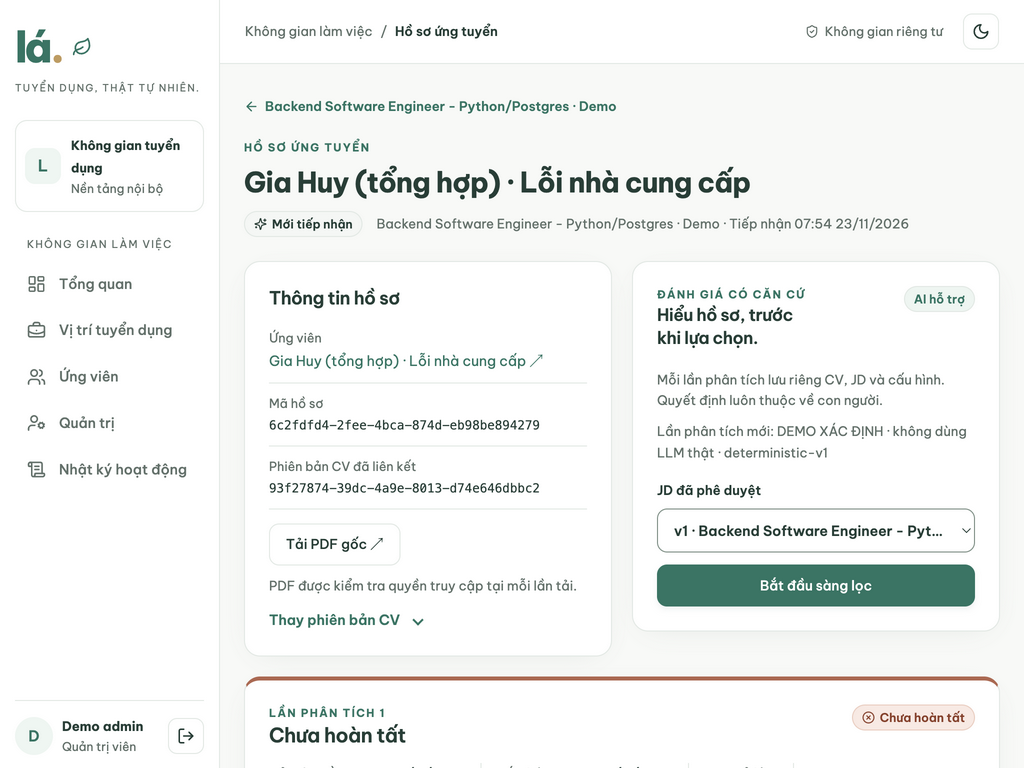 lá.
TUYỂN DỤNG, THẬT TỰ NHIÊN.
L
Không gian tuyển
dụng
Nền tảng nội bộ
KHÔNG GIAN LÀM VIỆC
Tổng quan
Vị trí tuyển dụng
Ứng viên
Quản trị
Nhật ký hoạt động
D
Demo admin
Quản trị viên
Không gian làm việc / Hồ sơ ứng tuyển
Không gian riêng tư
← Backend Software Engineer - Python/Postgres · Demo
HỒ SƠ ỨNG TUYỂN
Gia Huy (tổng hợp) · Lỗi nhà cung cấp
Mới tiếp nhận
Backend Software Engineer - Python/Postgres · Demo · Tiếp nhận 07:54 23/11/2026
Thông tin hồ sơ
Ứng viên
Gia Huy (tổng hợp) · Lỗi nhà cung cấp ↗
Mã hồ sơ
6c2fdfd4-2fee-4bca-874d-eb98be894279
Phiên bản CV đã liên kết
93f27874-39dc-4a9e-8013-d74e646dbbc2
Tải PDF gốc ↗
PDF được kiểm tra quyền truy cập tại mỗi lần tải.
Thay phiên bản CV
ĐÁNH GIÁ CÓ CĂN CỨ
Hiểu hồ sơ, trước
khi lựa chọn.
AI hỗ trợ
Mỗi lần phân tích lưu riêng CV, JD và cấu hình.
Quyết định luôn thuộc về con người.
Lần phân tích mới: DEMO XÁC ĐỊNH · không dùng
LLM thật · deterministic-v1
JD đã phê duyệt
v1 · Backend Software Engineer - Pyt...
Bắt đầu sàng lọc
LẦN PHÂN TÍCH 1
Chưa hoàn tất
Chưa hoàn tất